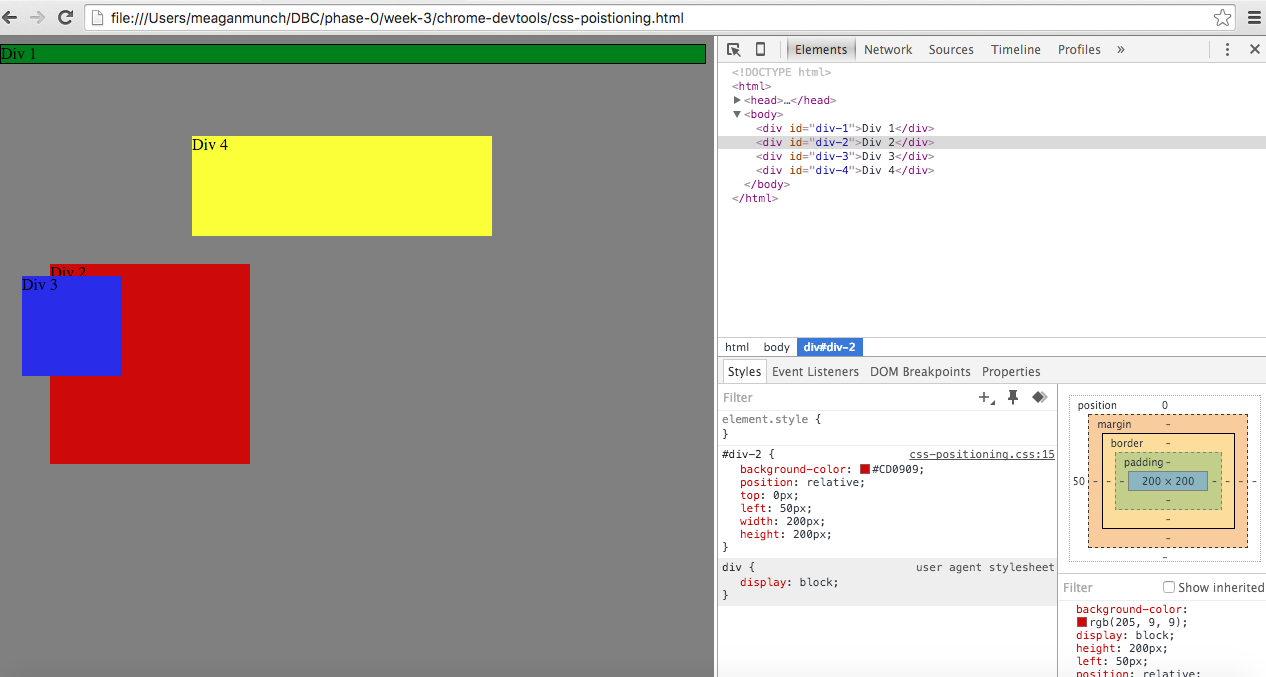 file:///Users/meaganmunch/DBC/phase-0/week-3/chrome-devtools/css-poistioning.html
Div 1
Div 4
Div 2
Div 3
Elements Network Sources Timeline Profiles »
<!DOCTYPE html>
<html>
<head>…</head>
<body>
<div id="div-1">Div 1</div>
<div id="div-2">Div 2</div>
<div id="div-3">Div 3</div>
<div id="div-4">Div 4</div>
</body>
</html>
html body div#div-2
Styles Event Listeners DOM Breakpoints Properties
Filter
element.style {
}
#div-2 { css-positioning.css:15
background-color: #CD0909;
position: relative;
top: 0px;
left: 50px;
width: 200px;
height: 200px;
}
div { user agent stylesheet
display: block;
}
position 0
margin -
border -
padding -
50 - - - 200 × 200 - - - -
-
-
-
-
Filter Show inherited
background-color:
rgb(205, 9, 9);
display: block;
height: 200px;
left: 50px;
position: relative;